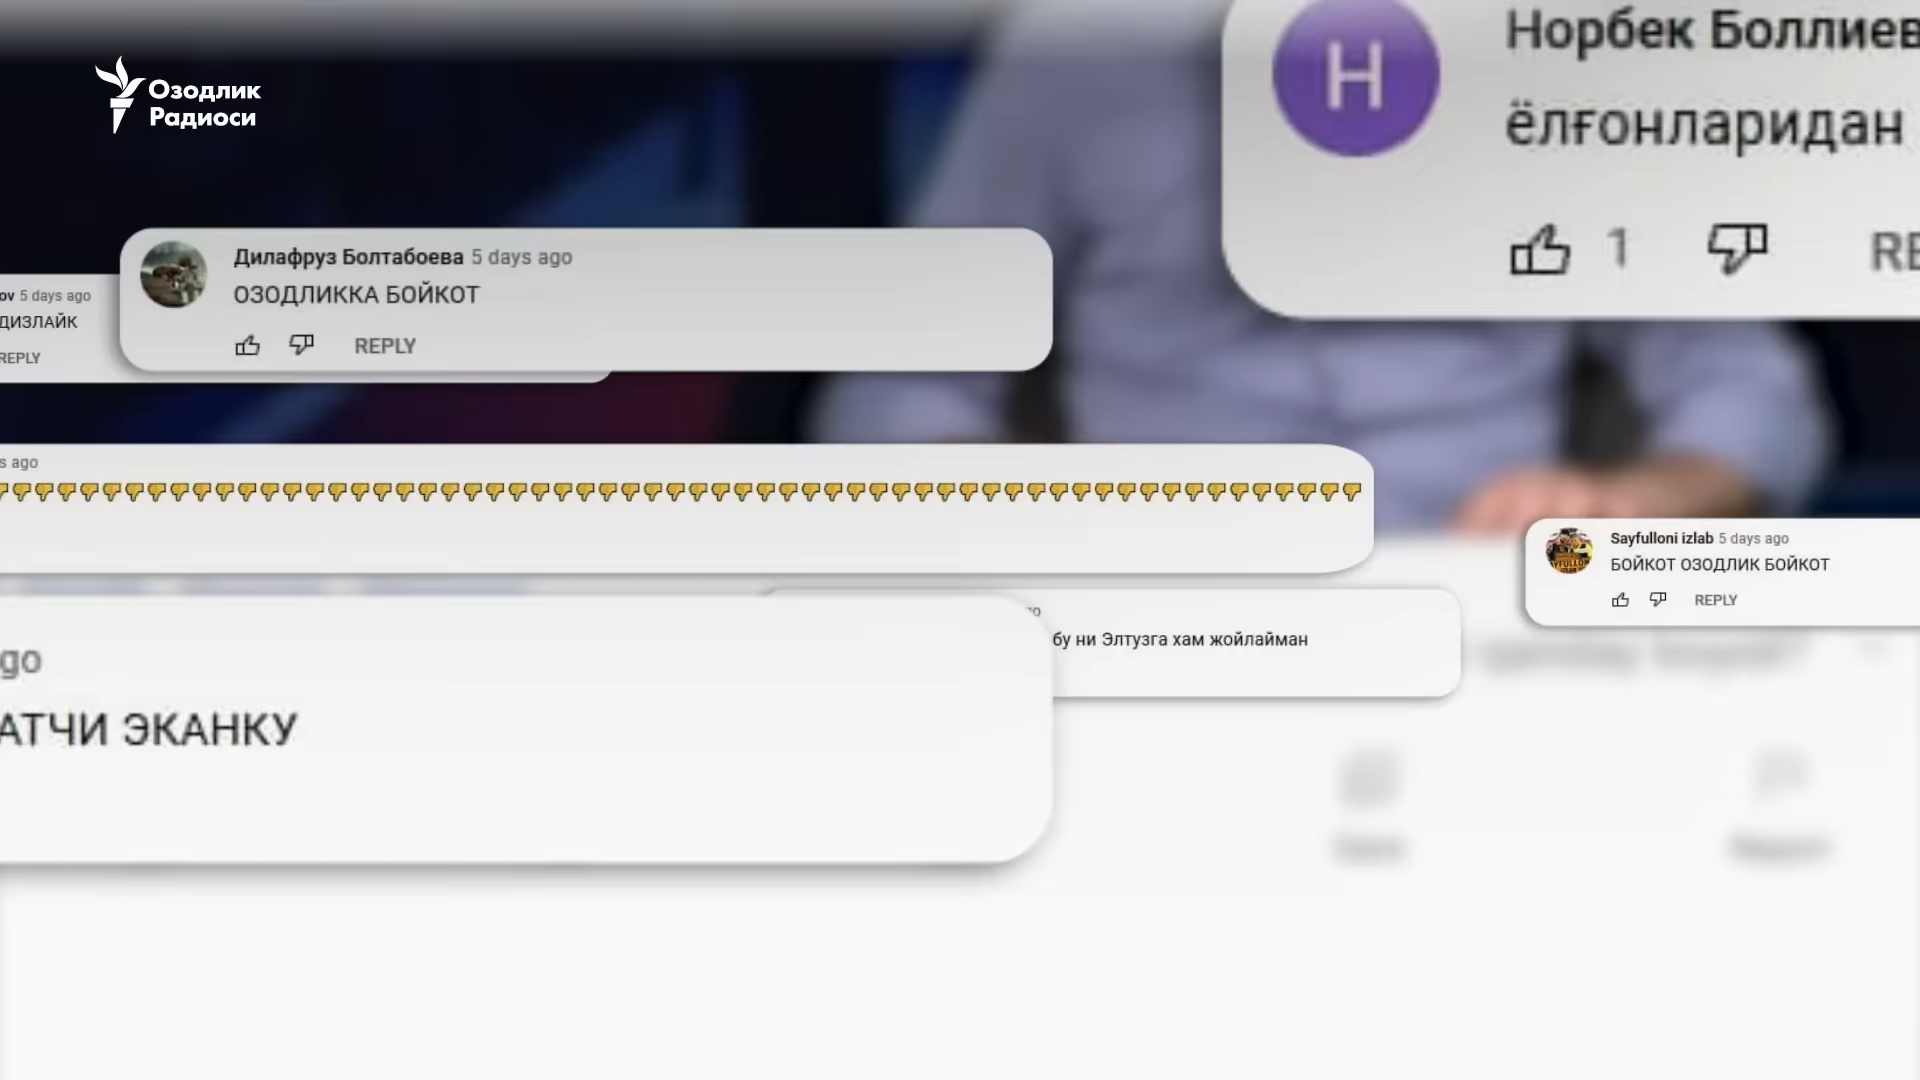 Озодлик
Радиоси
Норбек Боллиев
ёлғонларидан
1
Дилафруз Болтабоева 5 days ago
ОЗОДЛИККА БОЙКОТ
REPLY
ov 5 days ago
ДИЗЛАЙК
REPLY
s ago
👎👎👎👎👎👎👎👎👎👎👎👎👎👎👎👎👎👎👎👎👎👎👎👎👎👎👎👎👎👎👎👎👎👎👎👎👎👎👎👎👎👎👎👎👎👎👎👎👎👎👎👎👎👎👎👎👎👎👎👎👎
Sayfulloni izlab 5 days ago
БОЙКОТ ОЗОДЛИК БОЙКОТ
REPLY
go
бу ни Элтузга хам жойлайман
go
АТЧИ ЭКАНКУ